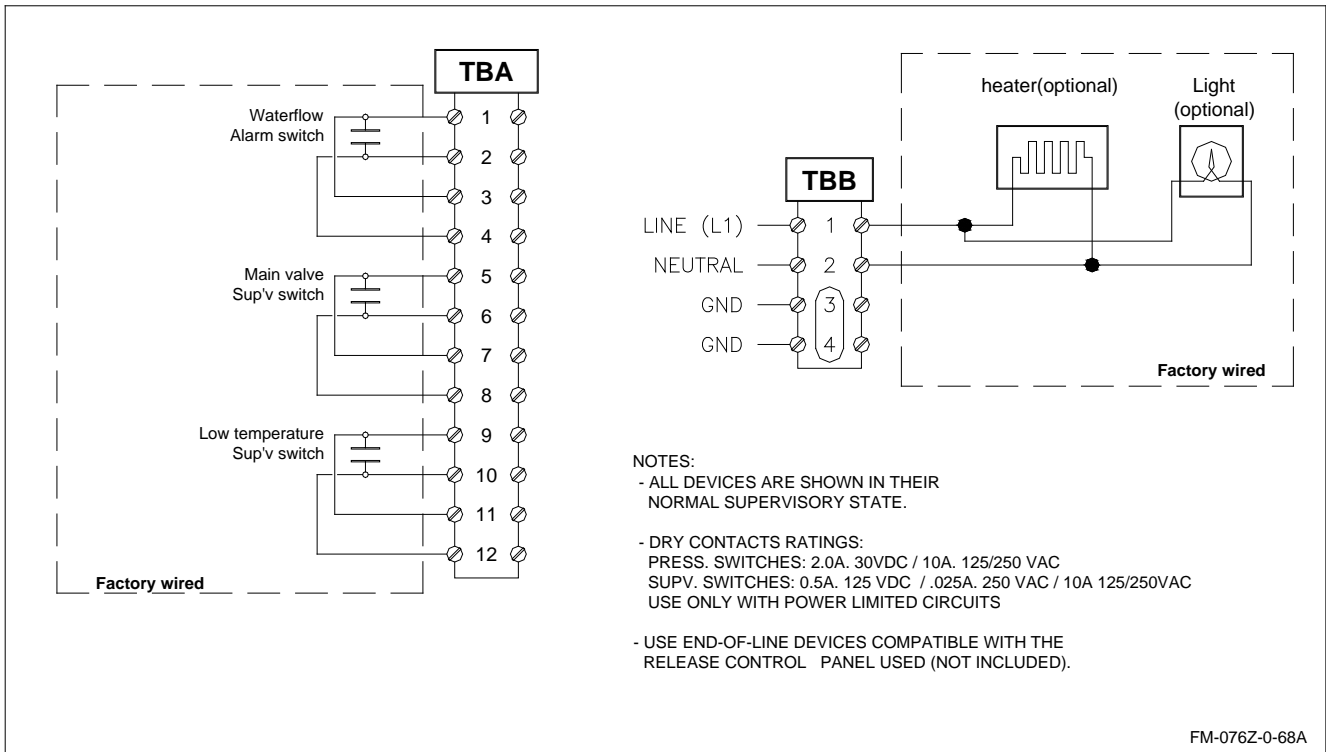 TBA
Waterflow
Alarm switch
1
2
3
4
Main valve
Sup'v switch
5
6
7
8
Low temperature
Sup'v switch
9
10
11
12
Factory wired
heater(optional)
Light
(optional)
TBB
LINE (L1)
1
NEUTRAL
2
GND
3
GND
4
Factory wired
NOTES:
- ALL DEVICES ARE SHOWN IN THEIR
NORMAL SUPERVISORY STATE.
- DRY CONTACTS RATINGS:
PRESS. SWITCHES: 2.0A. 30VDC / 10A. 125/250 VAC
SUPV. SWITCHES: 0.5A. 125 VDC / .025A. 250 VAC / 10A 125/250VAC
USE ONLY WITH POWER LIMITED CIRCUITS
- USE END-OF-LINE DEVICES COMPATIBLE WITH THE
RELEASE CONTROL PANEL USED (NOT INCLUDED).
FM-076Z-0-68A